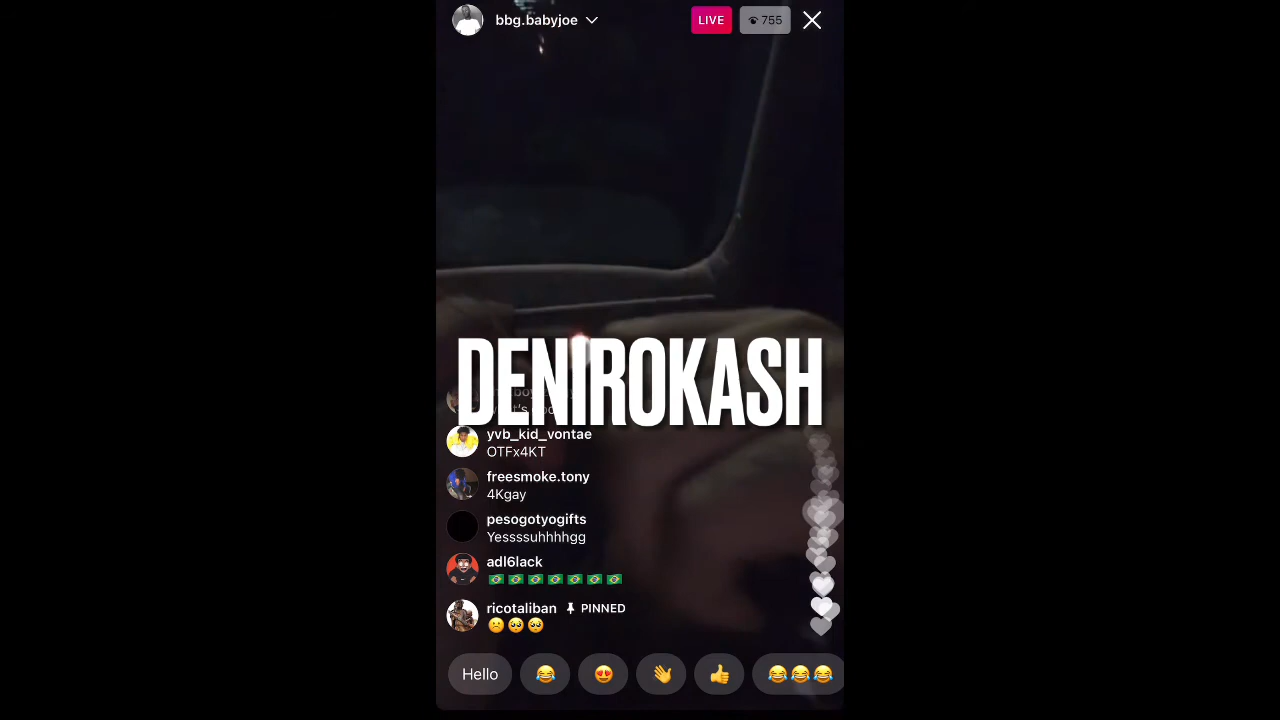 bbg.babyjoe
LIVE
755
DENIROKASH
yvb_kid_vontae
OTFx4KT
freesmoke.tony
4Kgay
pesogotyogifts
Yessssuhhhhgg
adl6lack
🇧🇷🇧🇷🇧🇷🇧🇷🇧🇷🇧🇷🇧🇷
ricotaliban PINNED
☹️🥺🥺
Hello 😂 😍 👋 👍 😂😂😂